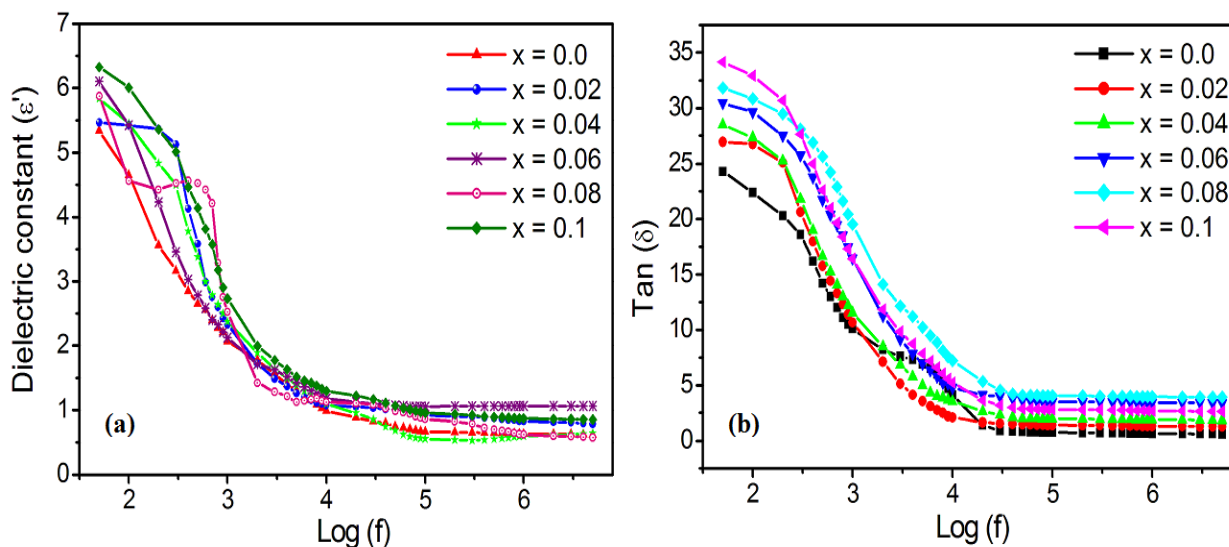 7
6
5
4
3
2
1
0
Dielectric constant (ε')
x = 0.0
x = 0.02
x = 0.04
x = 0.06
x = 0.08
x = 0.1
(a)
2 3 4 5 6
Log (f)
35
30
25
20
15
10
5
0
Tan (δ)
x = 0.0
x = 0.02
x = 0.04
x = 0.06
x = 0.08
x = 0.1
(b)
2 3 4 5 6
Log (f)